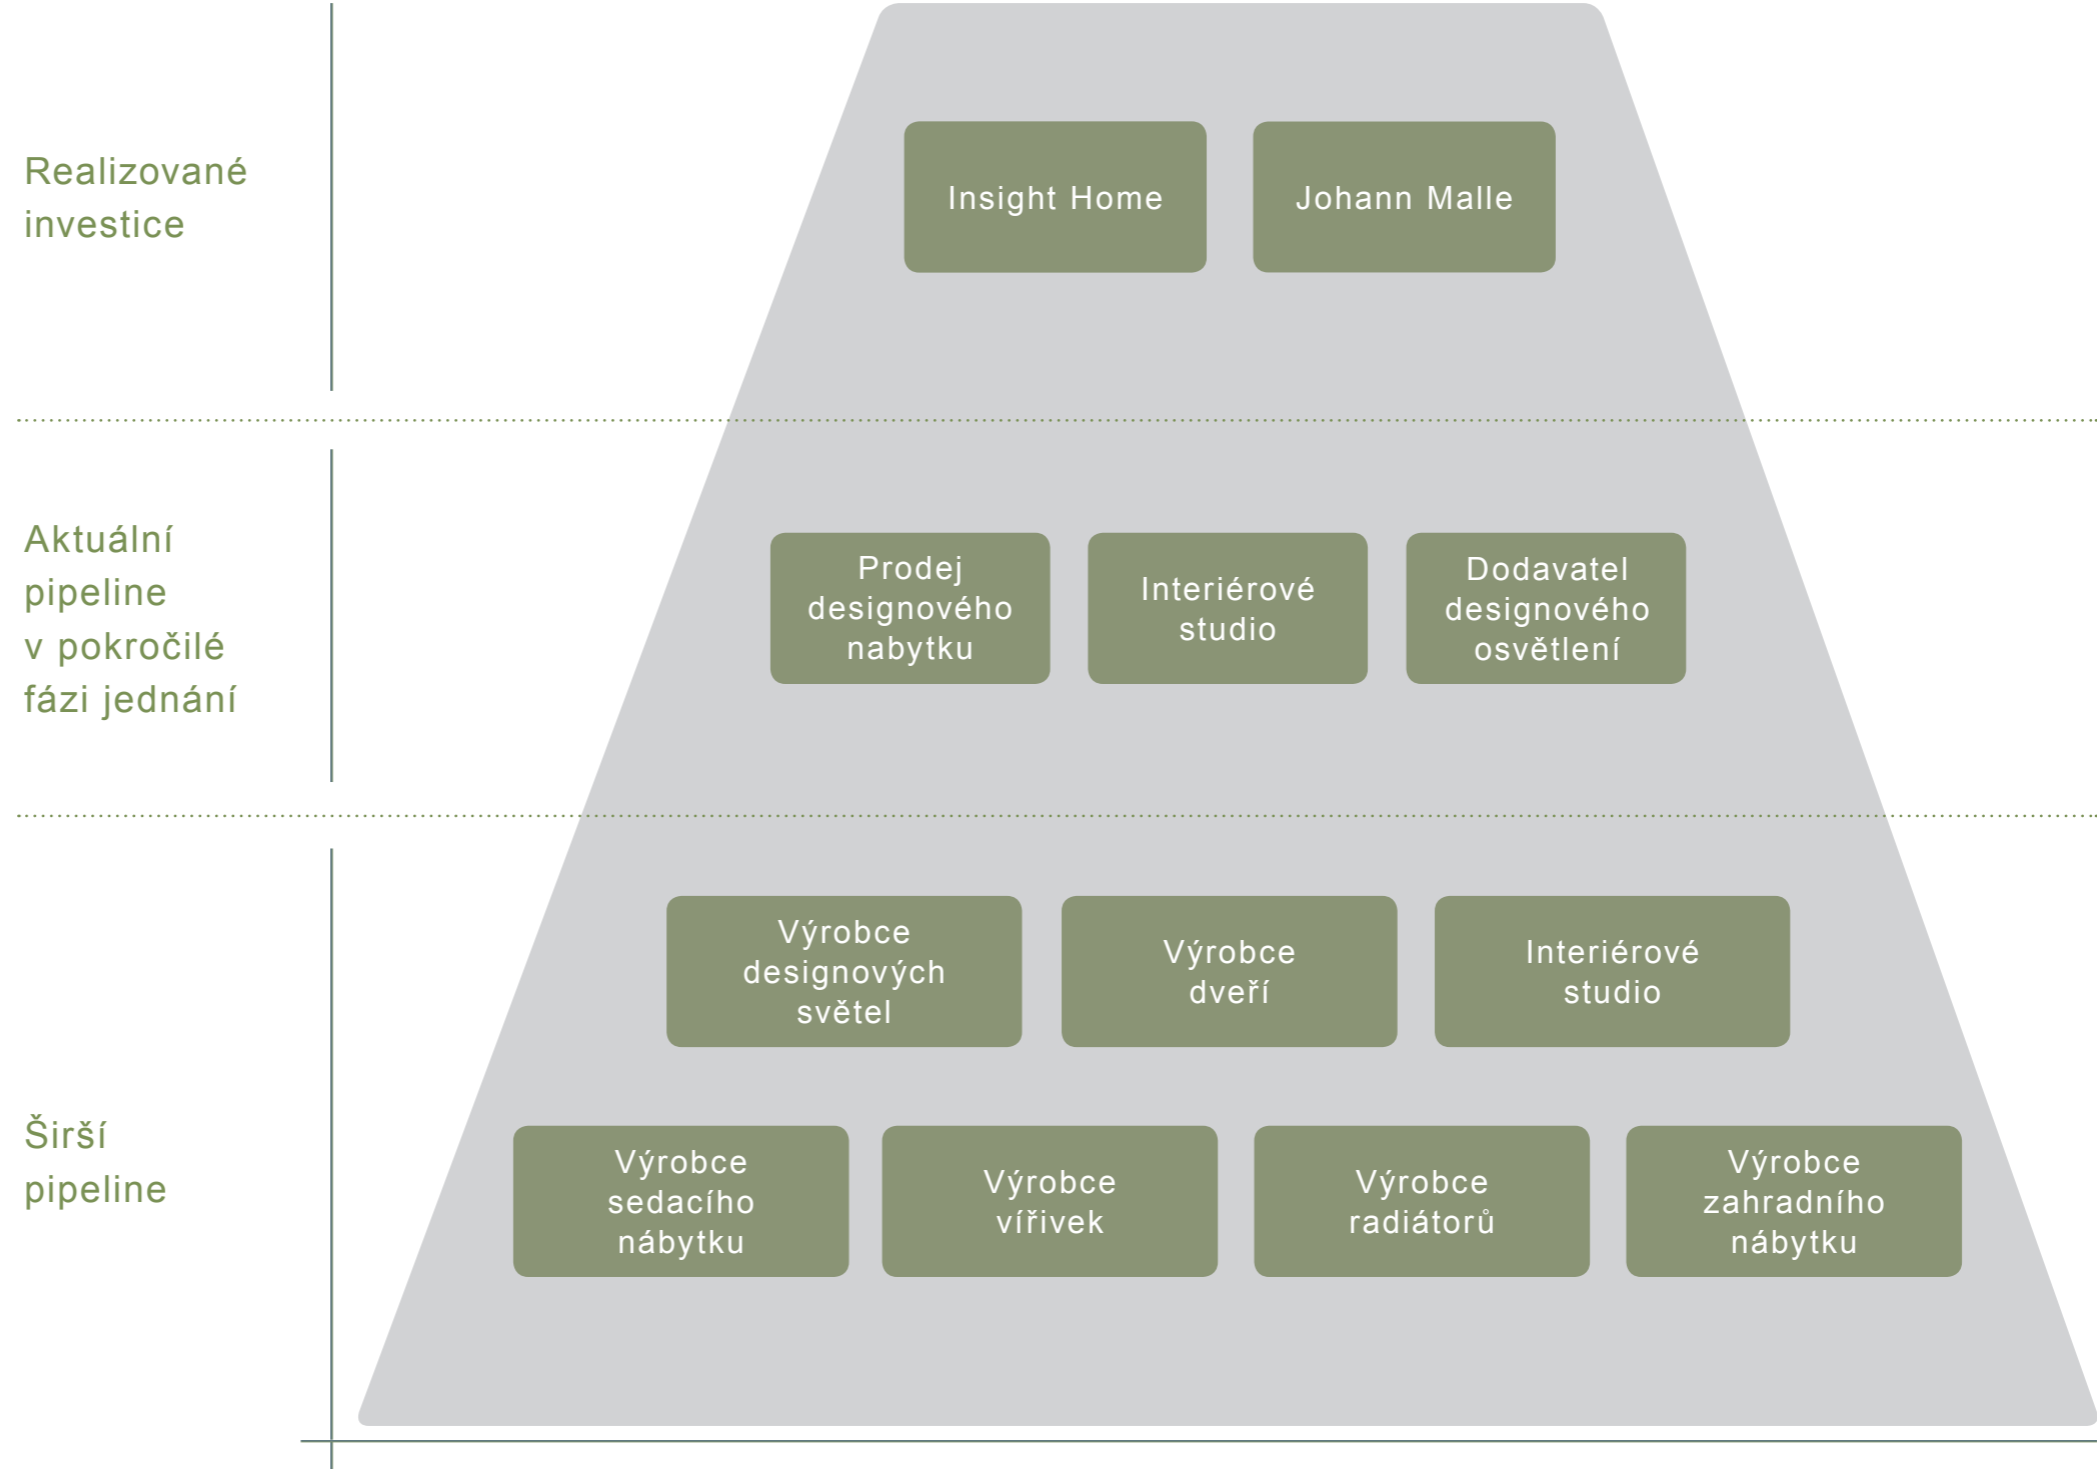 Realizované
investice
Insight Home
Johann Malle
Aktuální
pipeline
v pokročilé
fázi jednání
Prodej
designového
nabytku
Interiérové
studio
Dodavatel
designového
osvětlení
Širší
pipeline
Výrobce
designových
světel
Výrobce
dveří
Interiérové
studio
Výrobce
sedacího
nábytku
Výrobce
vířivek
Výrobce
radiátorů
Výrobce
zahradního
nábytku